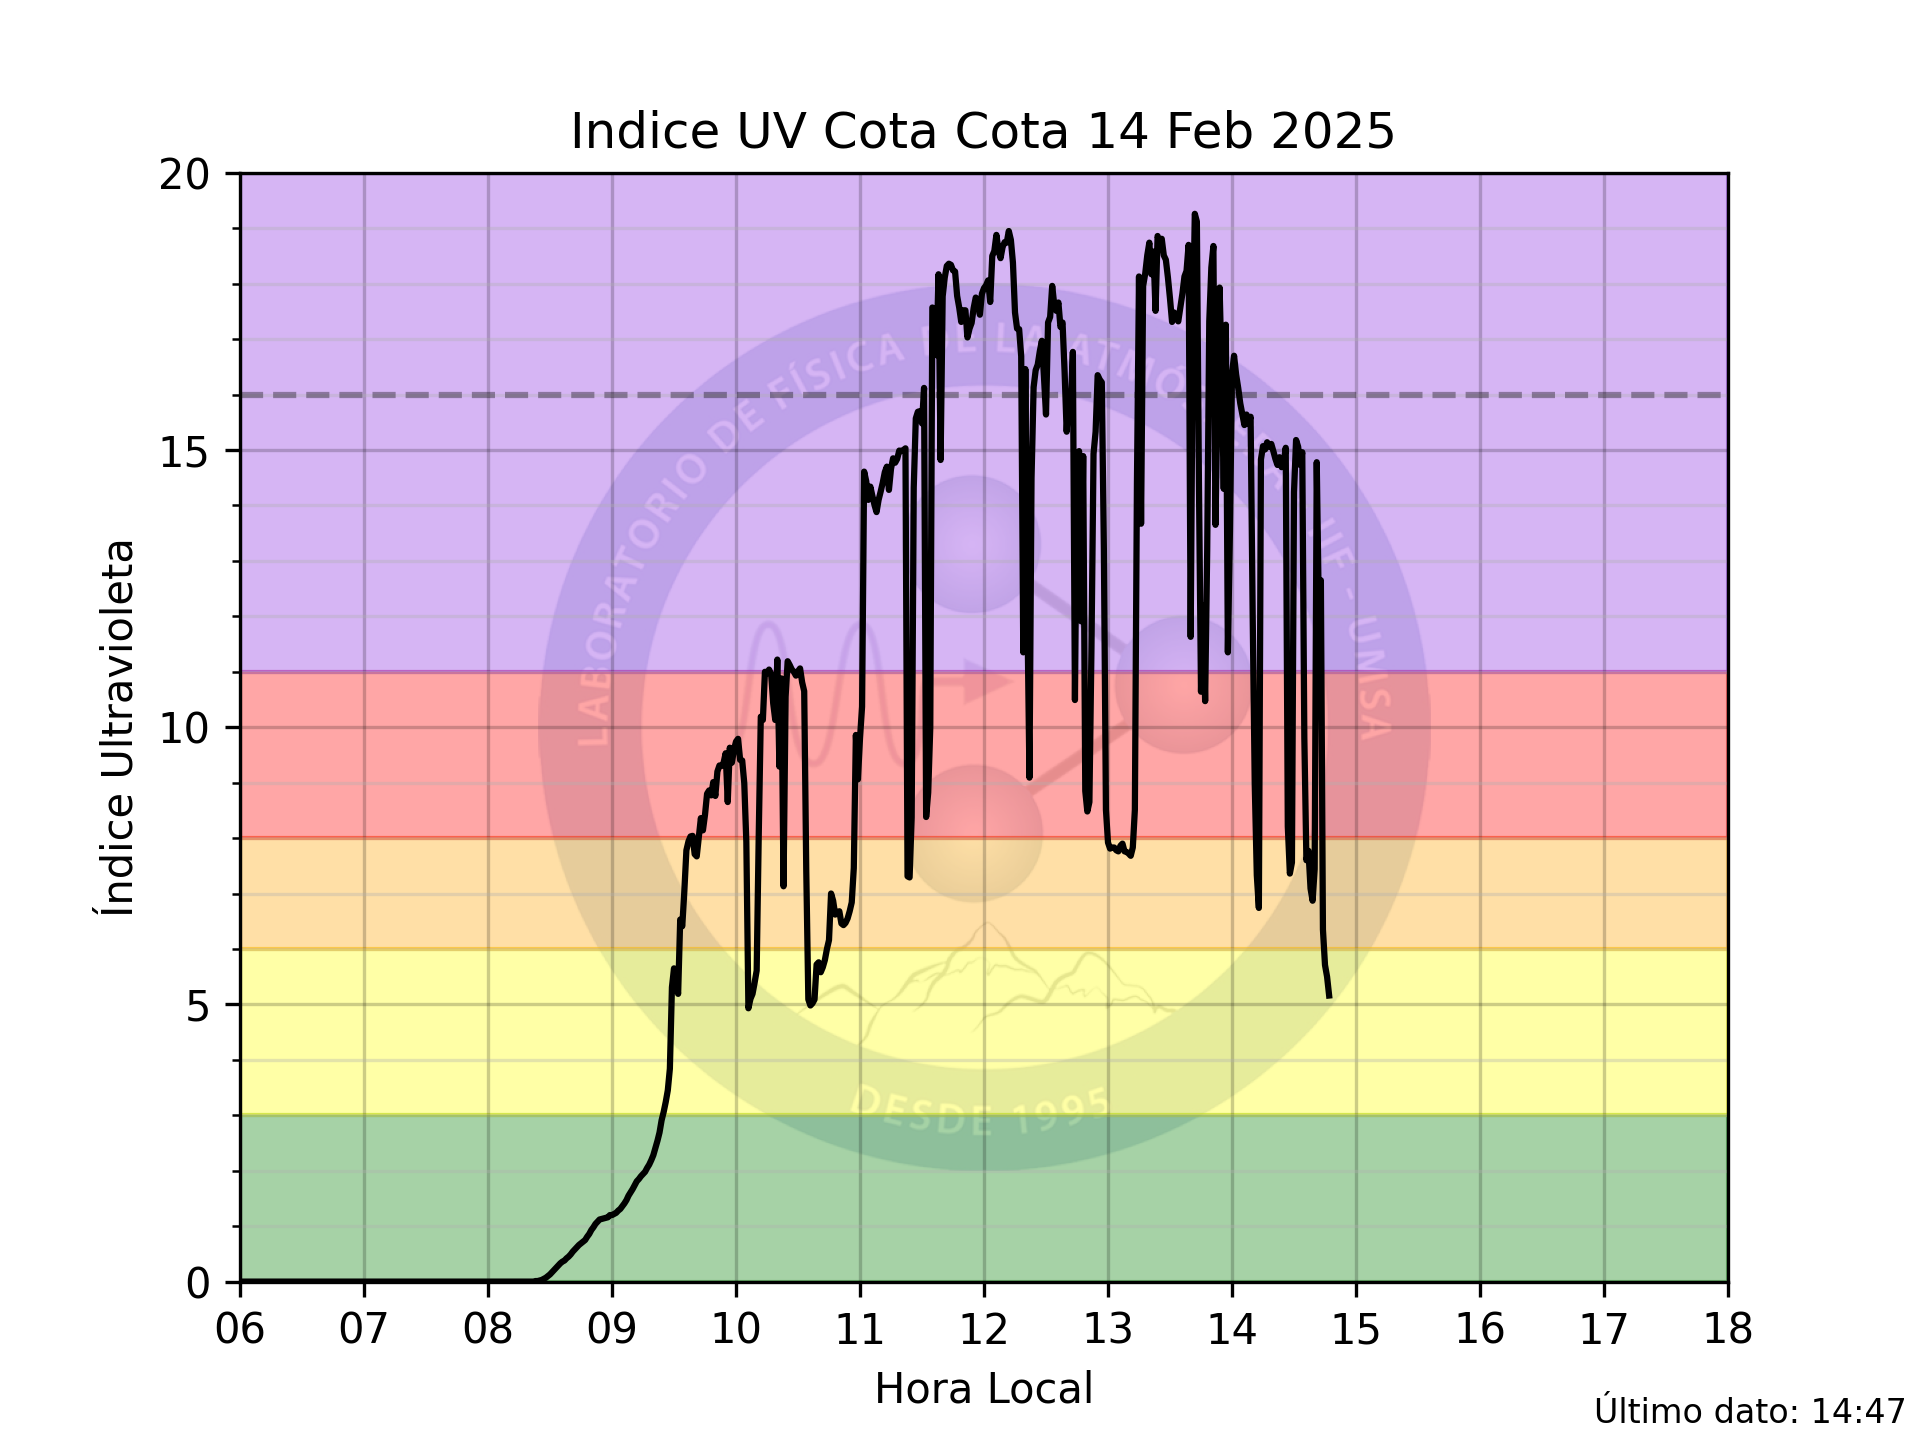 Indice UV Cota Cota 14 Feb 2025
20
15
10
5
0
Índice Ultravioleta
LABORATORIO DE FÍSICA DE LA ATMÓ
IIF - UMSA
DESDE 1995
06 07 08 09 10 11 12 13 14 15 16 17 18
Hora Local
Último dato: 14:47